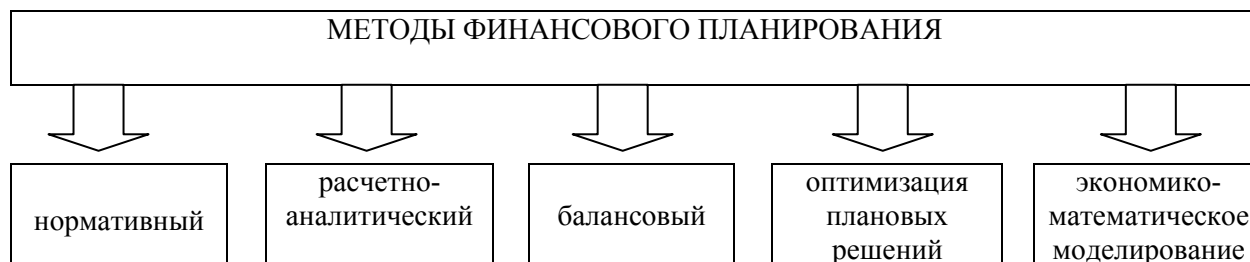 МЕТОДЫ ФИНАНСОВОГО ПЛАНИРОВАНИЯ
нормативный
расчетно-
аналитический
балансовый
оптимизация
плановых
решений
экономико-
математическое
моделирование